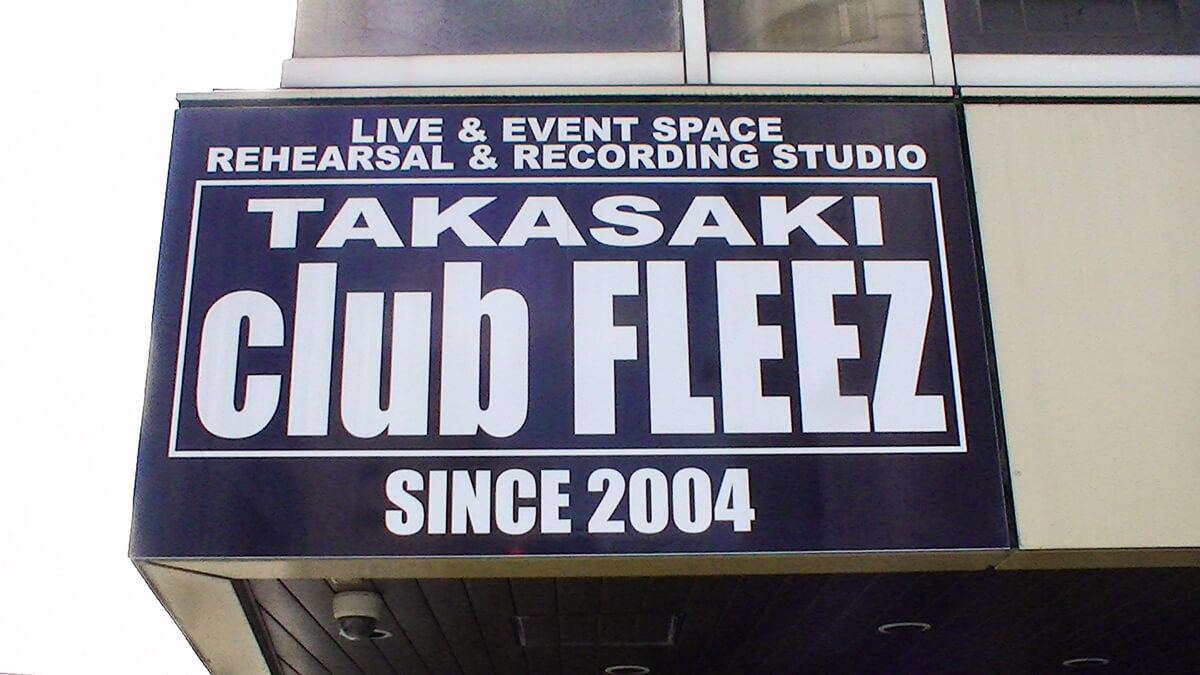 LIVE & EVENT SPACE
REHEARSAL & RECORDING STUDIO
TAKASAKI
club FLEEZ
SINCE 2004